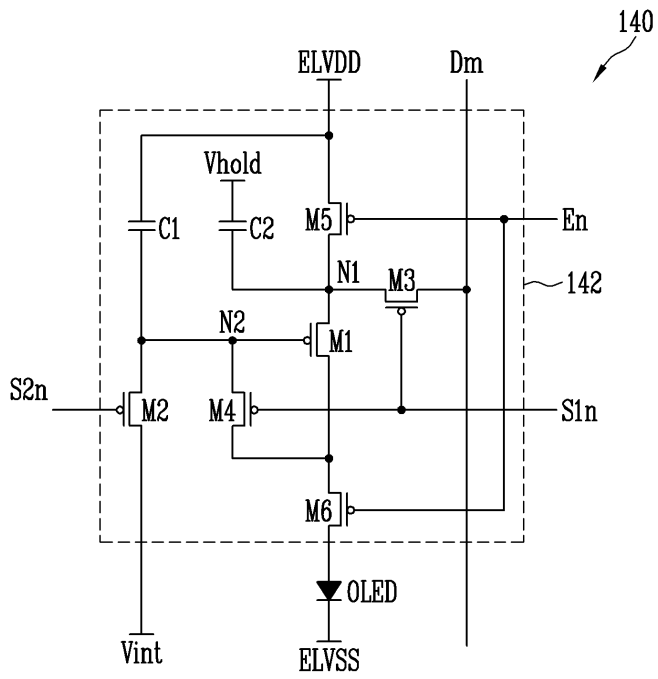 140
ELVDD
Dm
Vhold
C1
C2
M5
En
N1
M3
142
N2
M1
S2n
M2
M4
S1n
M6
OLED
Vint
ELVSS